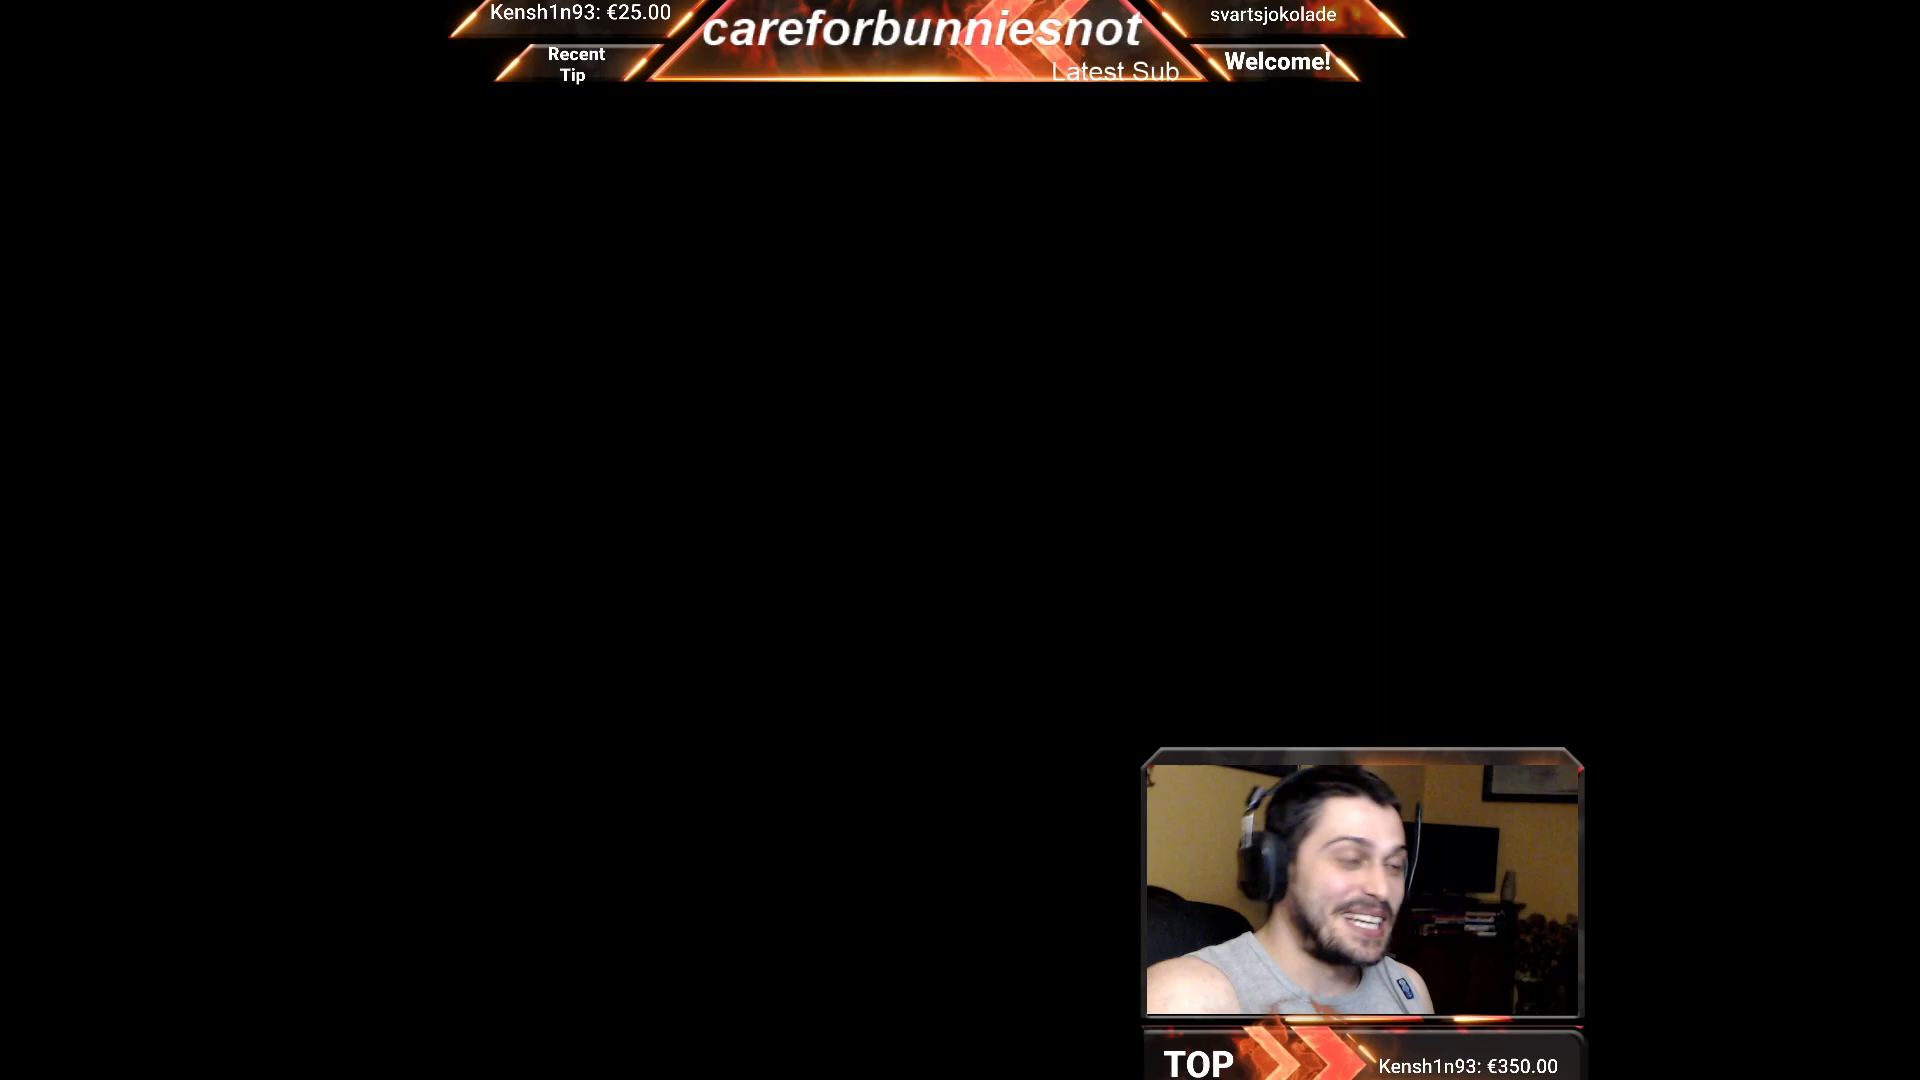 Kensh1n93: €25.00
Recent
Tip
careforbunniesnot
Latest Sub
svartsjokolade
Welcome!
TOP
Kensh1n93: €350.00